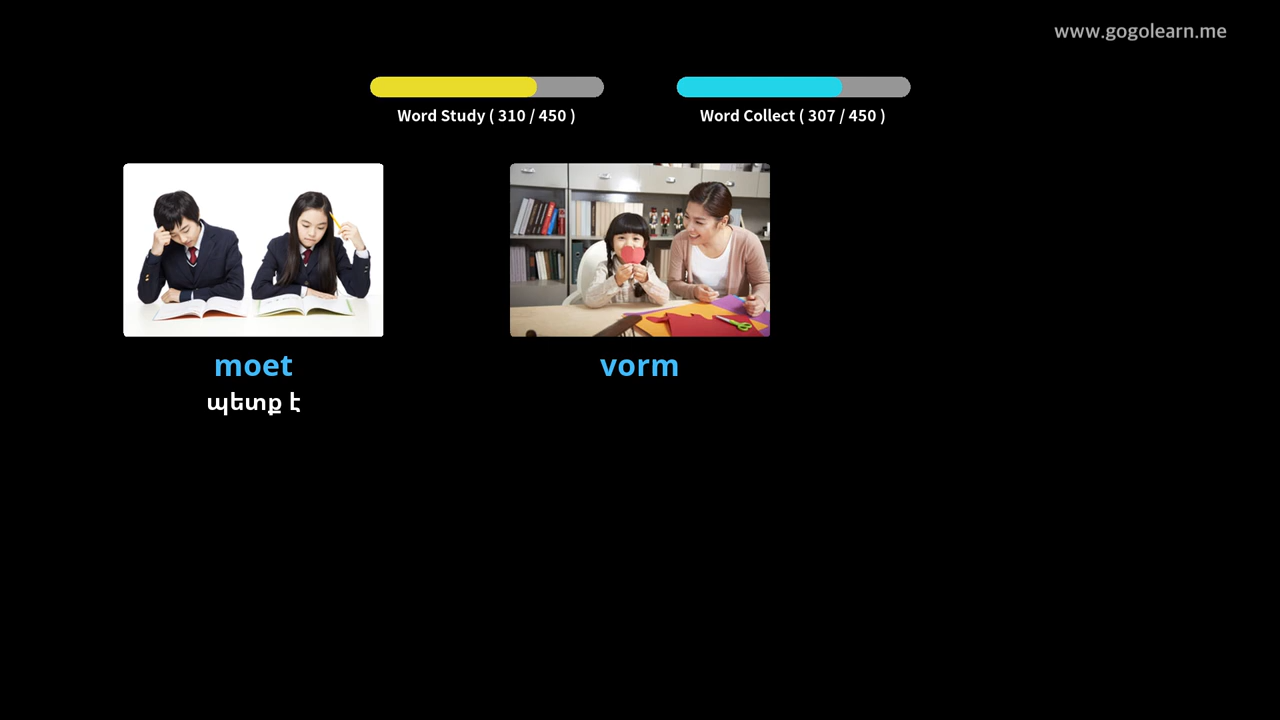 www.gogolearn.me
Word Study ( 310 / 450 )
Word Collect ( 307 / 450 )
moet
պետք է
vorm